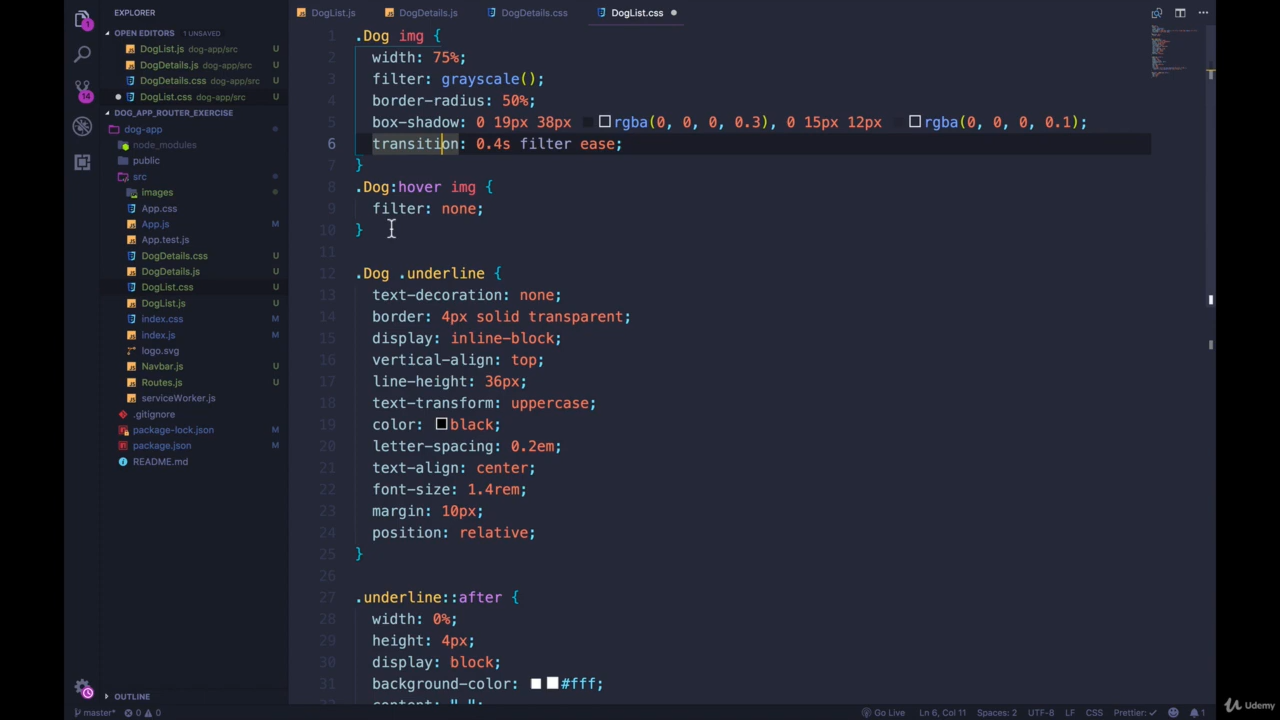 EXPLORER
DogList.js
DogDetails.js
DogDetails.css
DogList.css
OPEN EDITORS 1 UNSAVED
DogList.js dog-app/src U
DogDetails.js dog-app/src U
DogDetails.css dog-app/src U
DogList.css dog-app/src U
DOG_APP_ROUTER_EXERCISE
dog-app
node_modules
public
src
images
App.css
App.js M
App.test.js
DogDetails.css U
DogDetails.js U
DogList.css U
DogList.js U
index.css M
index.js M
logo.svg
Navbar.js U
Routes.js U
serviceWorker.js
.gitignore
package-lock.json M
package.json M
README.md
OUTLINE
1
14
1 .Dog img {
2 width: 75%;
3 filter: grayscale();
4 border-radius: 50%;
5 box-shadow: 0 19px 38px rgba(0, 0, 0, 0.3), 0 15px 12px rgba(0, 0, 0, 0.1);
6 transition: 0.4s filter ease;
7 }
8 .Dog:hover img {
9 filter: none;
10 }
11
12 .Dog .underline {
13 text-decoration: none;
14 border: 4px solid transparent;
15 display: inline-block;
16 vertical-align: top;
17 line-height: 36px;
18 text-transform: uppercase;
19 color: black;
20 letter-spacing: 0.2em;
21 text-align: center;
22 font-size: 1.4rem;
23 margin: 10px;
24 position: relative;
25 }
26
27 .underline::after {
28 width: 0%;
29 height: 4px;
30 display: block;
31 background-color: #fff;
master* 0 0
Go Live Ln 6, Col 11 Spaces: 2 UTF-8 LF CSS Prettier: ✓ 1
Udemy